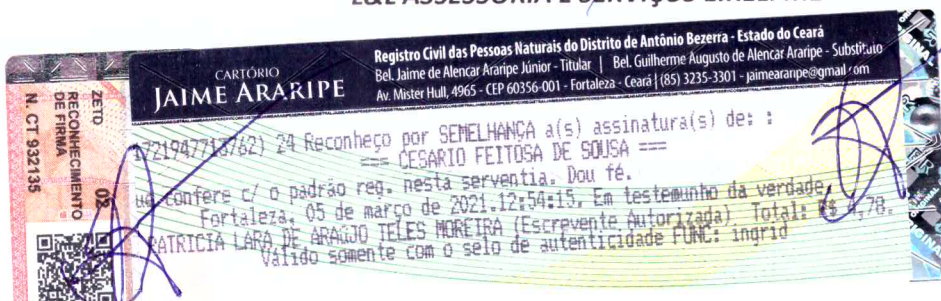 E&E ASSESSORIA E SERVIÇOS
CARTÓRIO
JAIME ARARIPE
Registro Civil das Pessoas Naturais do Distrito de Antônio Bezerra - Estado do Ceará
Bel. Jaime de Alencar Araripe Júnior - Titular | Bel. Guilherme Augusto de Alencar Araripe - Substituto
Av. Mister Hull, 4965 - CEP 60356-001 - Fortaleza - Ceará | (85) 3235-3301 - jaimeararipe@gmail.com
ZETD 02
RECONHECIMENTO
DE FIRMA
N. CT 932135
24 Reconheço por SEMELHANCA a(s) assinatura(s) de: :
=== CESARIO FEITOSA DE SOUSA ===
ue confere c/ o padrão reg. nesta serventia. Dou fé.
Fortaleza, 05 de março de 2021.12:54:15. Em testemunho da verdade,
PATRICIA LARA DE ARAUJO TELES MOREIRA (Escrevente Autorizada) Total: R$
Válido somente com o selo de autenticidade FUNC: ingrid